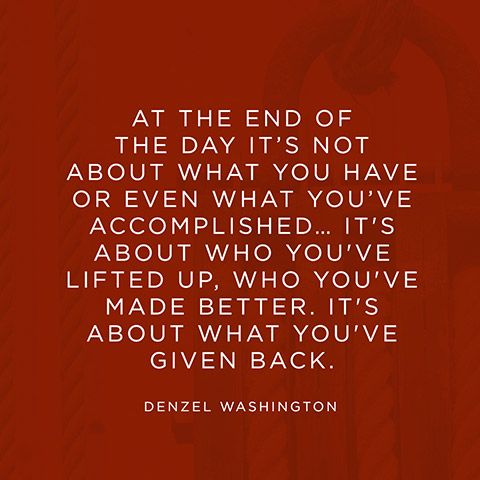 AT THE END OF
THE DAY IT’S NOT
ABOUT WHAT YOU HAVE
OR EVEN WHAT YOU’VE
ACCOMPLISHED… IT'S
ABOUT WHO YOU'VE
LIFTED UP, WHO YOU'VE
MADE BETTER. IT'S
ABOUT WHAT YOU'VE
GIVEN BACK.
DENZEL WASHINGTON